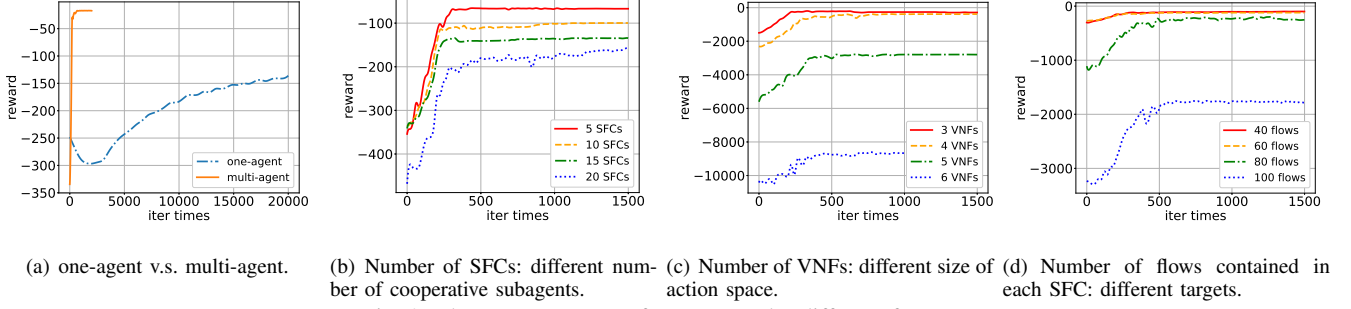 −50
−100
−150
−200
−250
−300
−350
reward
0
5000
10000
15000
20000
iter times
one-agent
multi-agent
−100
−200
−300
−400
reward
0
500
1000
1500
iter times
5 SFCs
10 SFCs
15 SFCs
20 SFCs
0
−2000
−4000
−6000
−8000
−10000
reward
0
500
1000
1500
iter times
3 VNFs
4 VNFs
5 VNFs
6 VNFs
0
−1000
−2000
−3000
reward
0
500
1000
1500
iter times
40 flows
60 flows
80 flows
100 flows
(a) one-agent v.s. multi-agent.
(b) Number of SFCs: different num-
ber of cooperative subagents.
(c) Number of VNFs: different size of
action space.
(d) Number of flows contained in
each SFC: different targets.